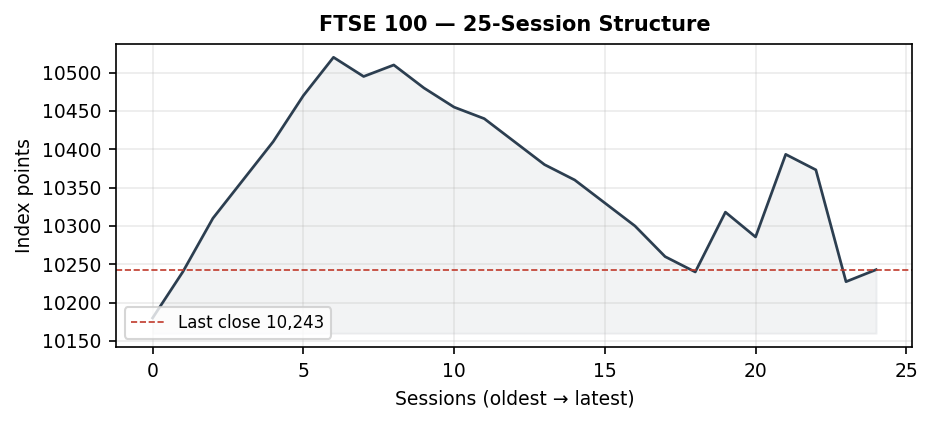 FTSE 100 — 25-Session Structure
Index points
10500
10450
10400
10350
10300
10250
10200
10150
Last close 10,243
0 5 10 15 20 25
Sessions (oldest → latest)